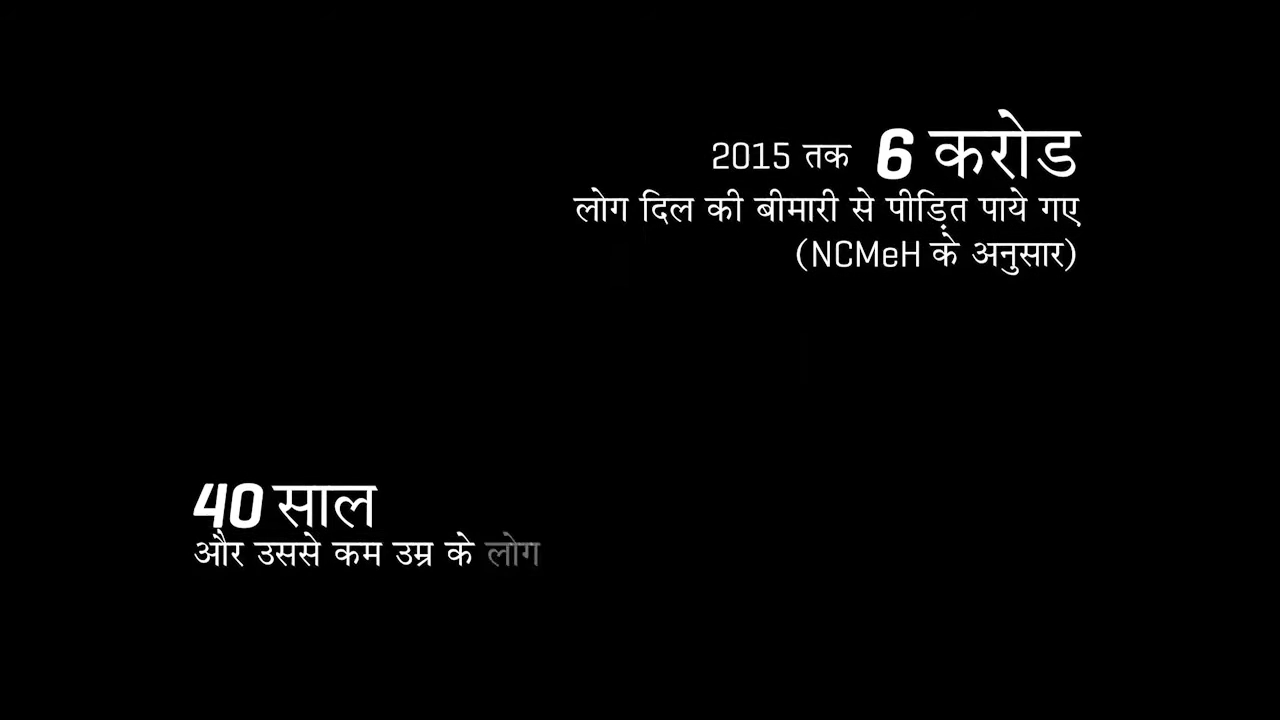 2015 तक 6 करोड
लोग दिल की बीमारी से पीड़ित पाये गए
(NCMeH के अनुसार)
40 साल
और उससे कम उम्र के लोग